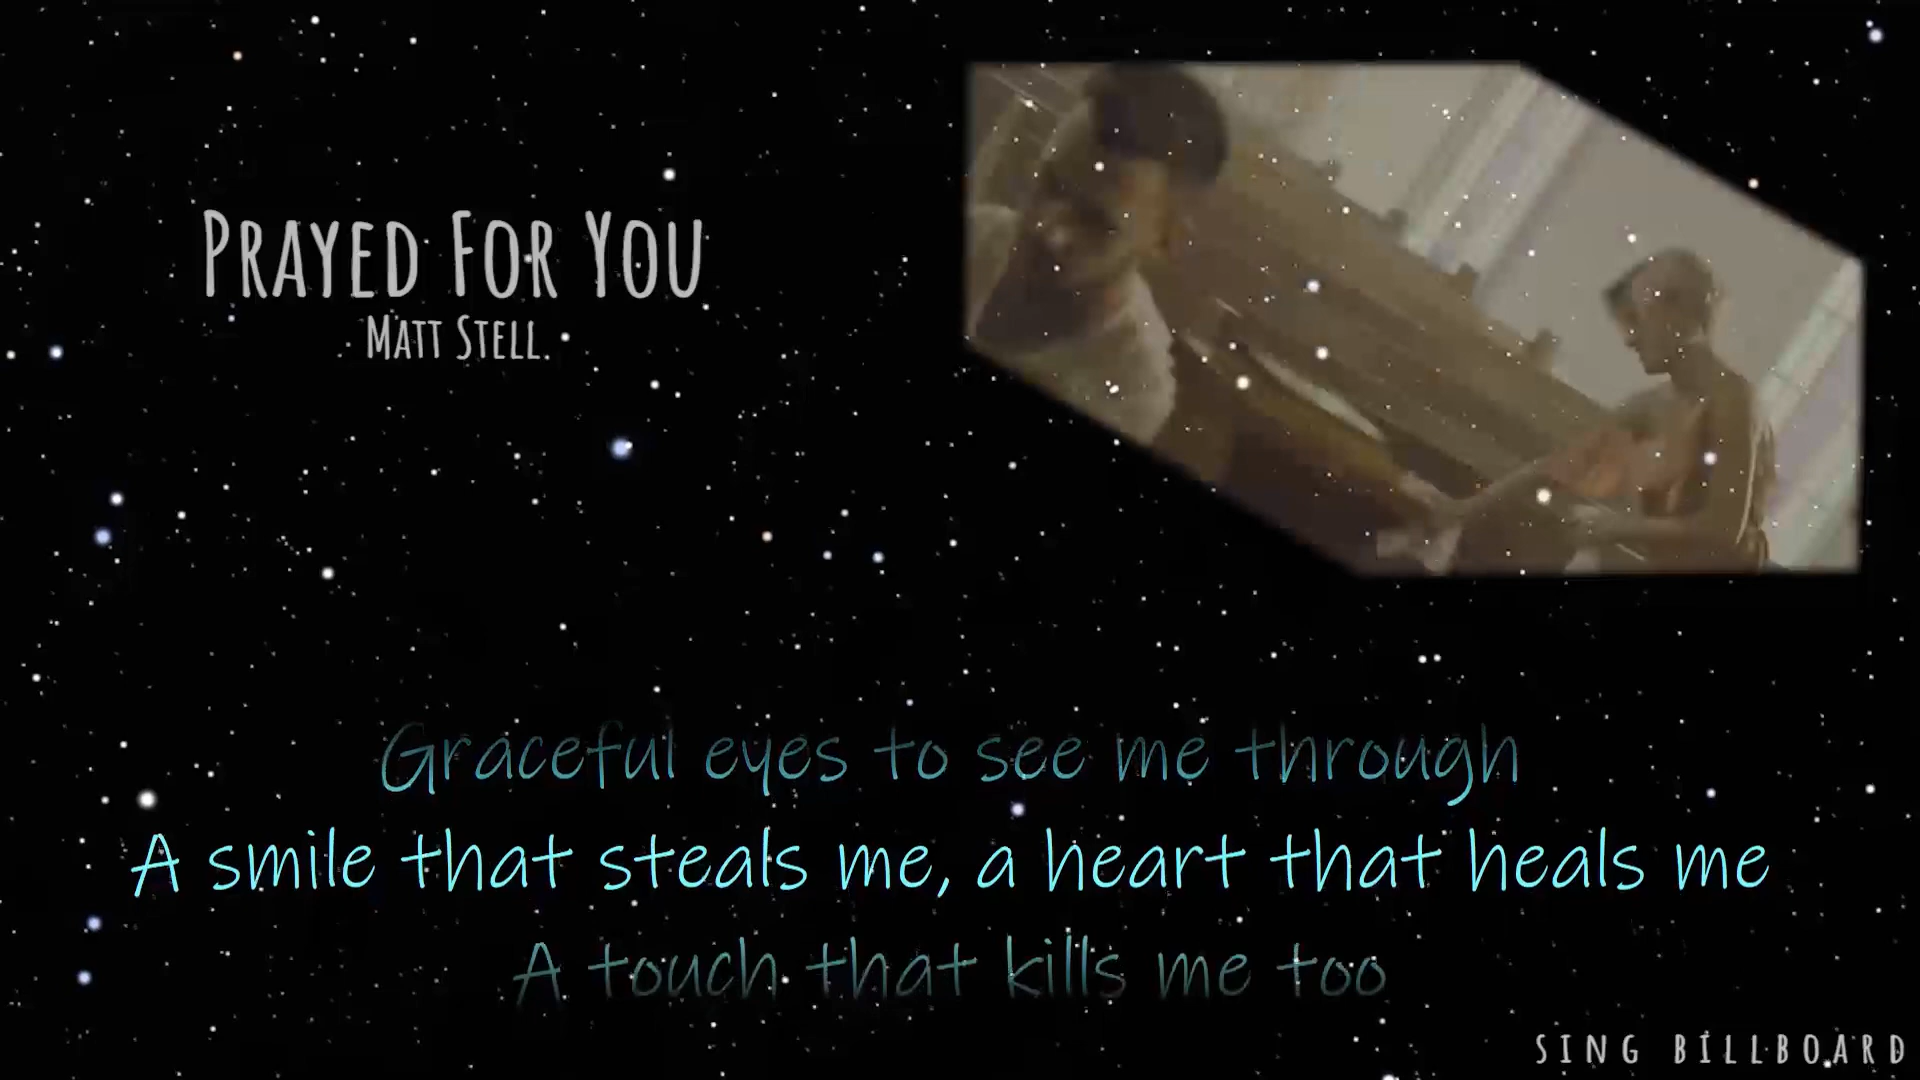 Prayed For You
Matt Stell
Graceful eyes to see me through
A smile that steals me, a heart that heals me
A touch that kills me too
SING BILLBOARD